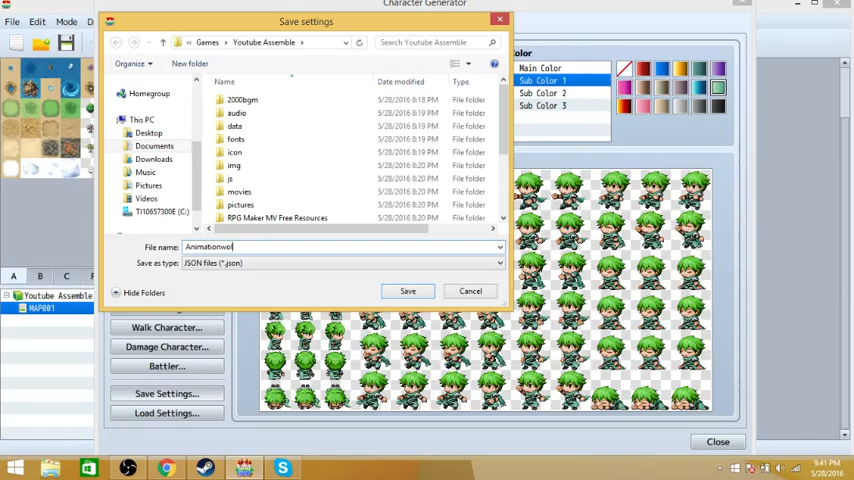 Character Generator
File Edit Mode
Save settings
Games Youtube Assemble
Search Youtube Assemble
Organize
New folder
Name Date modified Type
Homegroup
This PC
Desktop
Documents
Downloads
Music
Pictures
Videos
TI10657300E (C:)
2000bgm 5/28/2016 8:18 PM File folder
audio 5/28/2016 8:19 PM File folder
data 5/28/2016 8:19 PM File folder
fonts 5/28/2016 8:19 PM File folder
icon 5/28/2016 8:19 PM File folder
img 5/28/2016 8:20 PM File folder
js 5/28/2016 8:20 PM File folder
movies 5/28/2016 8:20 PM File folder
pictures 5/28/2016 8:20 PM File folder
RPG Maker MV Free Resources 5/28/2016 8:20 PM File folder
File name: Animationwol
Save as type: JSON files (*.json)
Hide Folders
Save
Cancel
Main Color
Sub Color 1
Sub Color 2
Sub Color 3
A B C
Youtube Assemble
MAP001
Walk Character...
Damage Character...
Battler...
Save Settings...
Load Settings...
Close
9:41 PM
5/28/2016